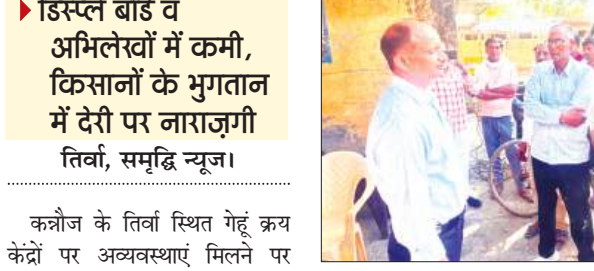 डिस्प्ले बोर्ड व
अभिलेखों में कमी,
किसानों के भुगतान
में देरी पर नाराज़गी
तिर्वा, समृद्धि न्यूज।
कन्नौज के तिर्वा स्थित गेहूं क्रय
केंद्रों पर अव्यवस्थाएं मिलने पर